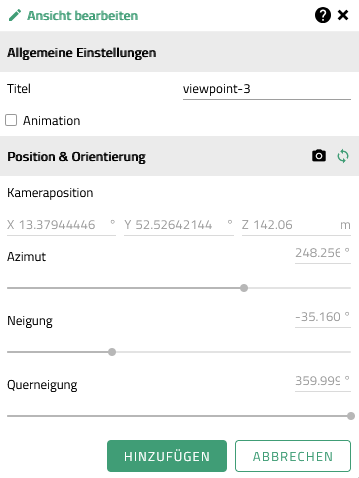 Ansicht bearbeiten
Allgemeine Einstellungen
Titel viewpoint-3
Animation
Position & Orientierung
Kameraposition
X 13.37944446 ° Y 52.52642144 ° Z 142.06 m
Azimut 248.256 °
Neigung -35.160 °
Querneigung 359.999 °
HINZUFÜGEN ABBRECHEN